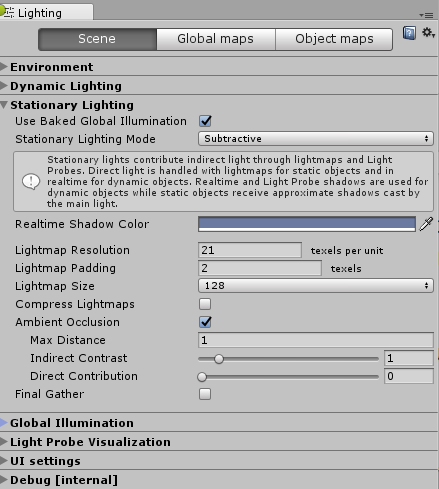 Lighting
Scene Global maps Object maps
Environment
Dynamic Lighting
Stationary Lighting
Use Baked Global Illumination
Stationary Lighting Mode Subtractive
Stationary lights contribute indirect light through lightmaps and Light
Probes. Direct light is handled with lightmaps for static objects and in
realtime for dynamic objects. Realtime and Light Probe shadows are used for
dynamic objects while static objects receive approximate shadows cast by
the main light.
Realtime Shadow Color
Lightmap Resolution 21 texels per unit
Lightmap Padding 2 texels
Lightmap Size 128
Compress Lightmaps
Ambient Occlusion
Max Distance 1
Indirect Contrast 1
Direct Contribution 0
Final Gather
Global Illumination
Light Probe Visualization
UI settings
Debug [internal]